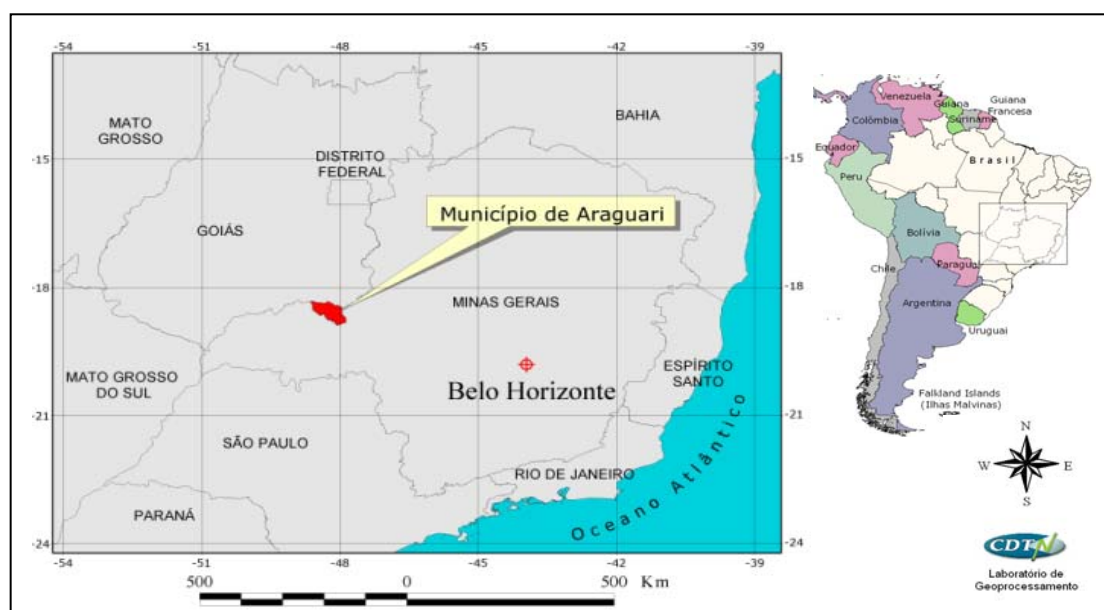 -54 -51 -48 -45 -42 -39
MATO
GROSSO
BAHIA
DISTRITO
FEDERAL
-15 -15
Município de Araguari
GOIÁS
-18 -18
MINAS GERAIS
MATO GROSSO
DO SUL
Belo Horizonte
ESPÍRITO
SANTO
-21 -21
SÃO PAULO
RIO DE JANEIRO
Oceano Atlântico
PARANÁ
-24 -24
-54 -51 -48 -45 -42 -39
500 0 500 Km
Venezuela
Guiana
Guiana
Francesa
Suriname
Colômbia
Equador
Brasil
Peru
Bolívia
Paragua
Chile
Argentina
Uruguai
Falkland Islands
(Ilhas Malvinas)
N
W E
S
CDTN
Laboratório de
Geoprocessamento